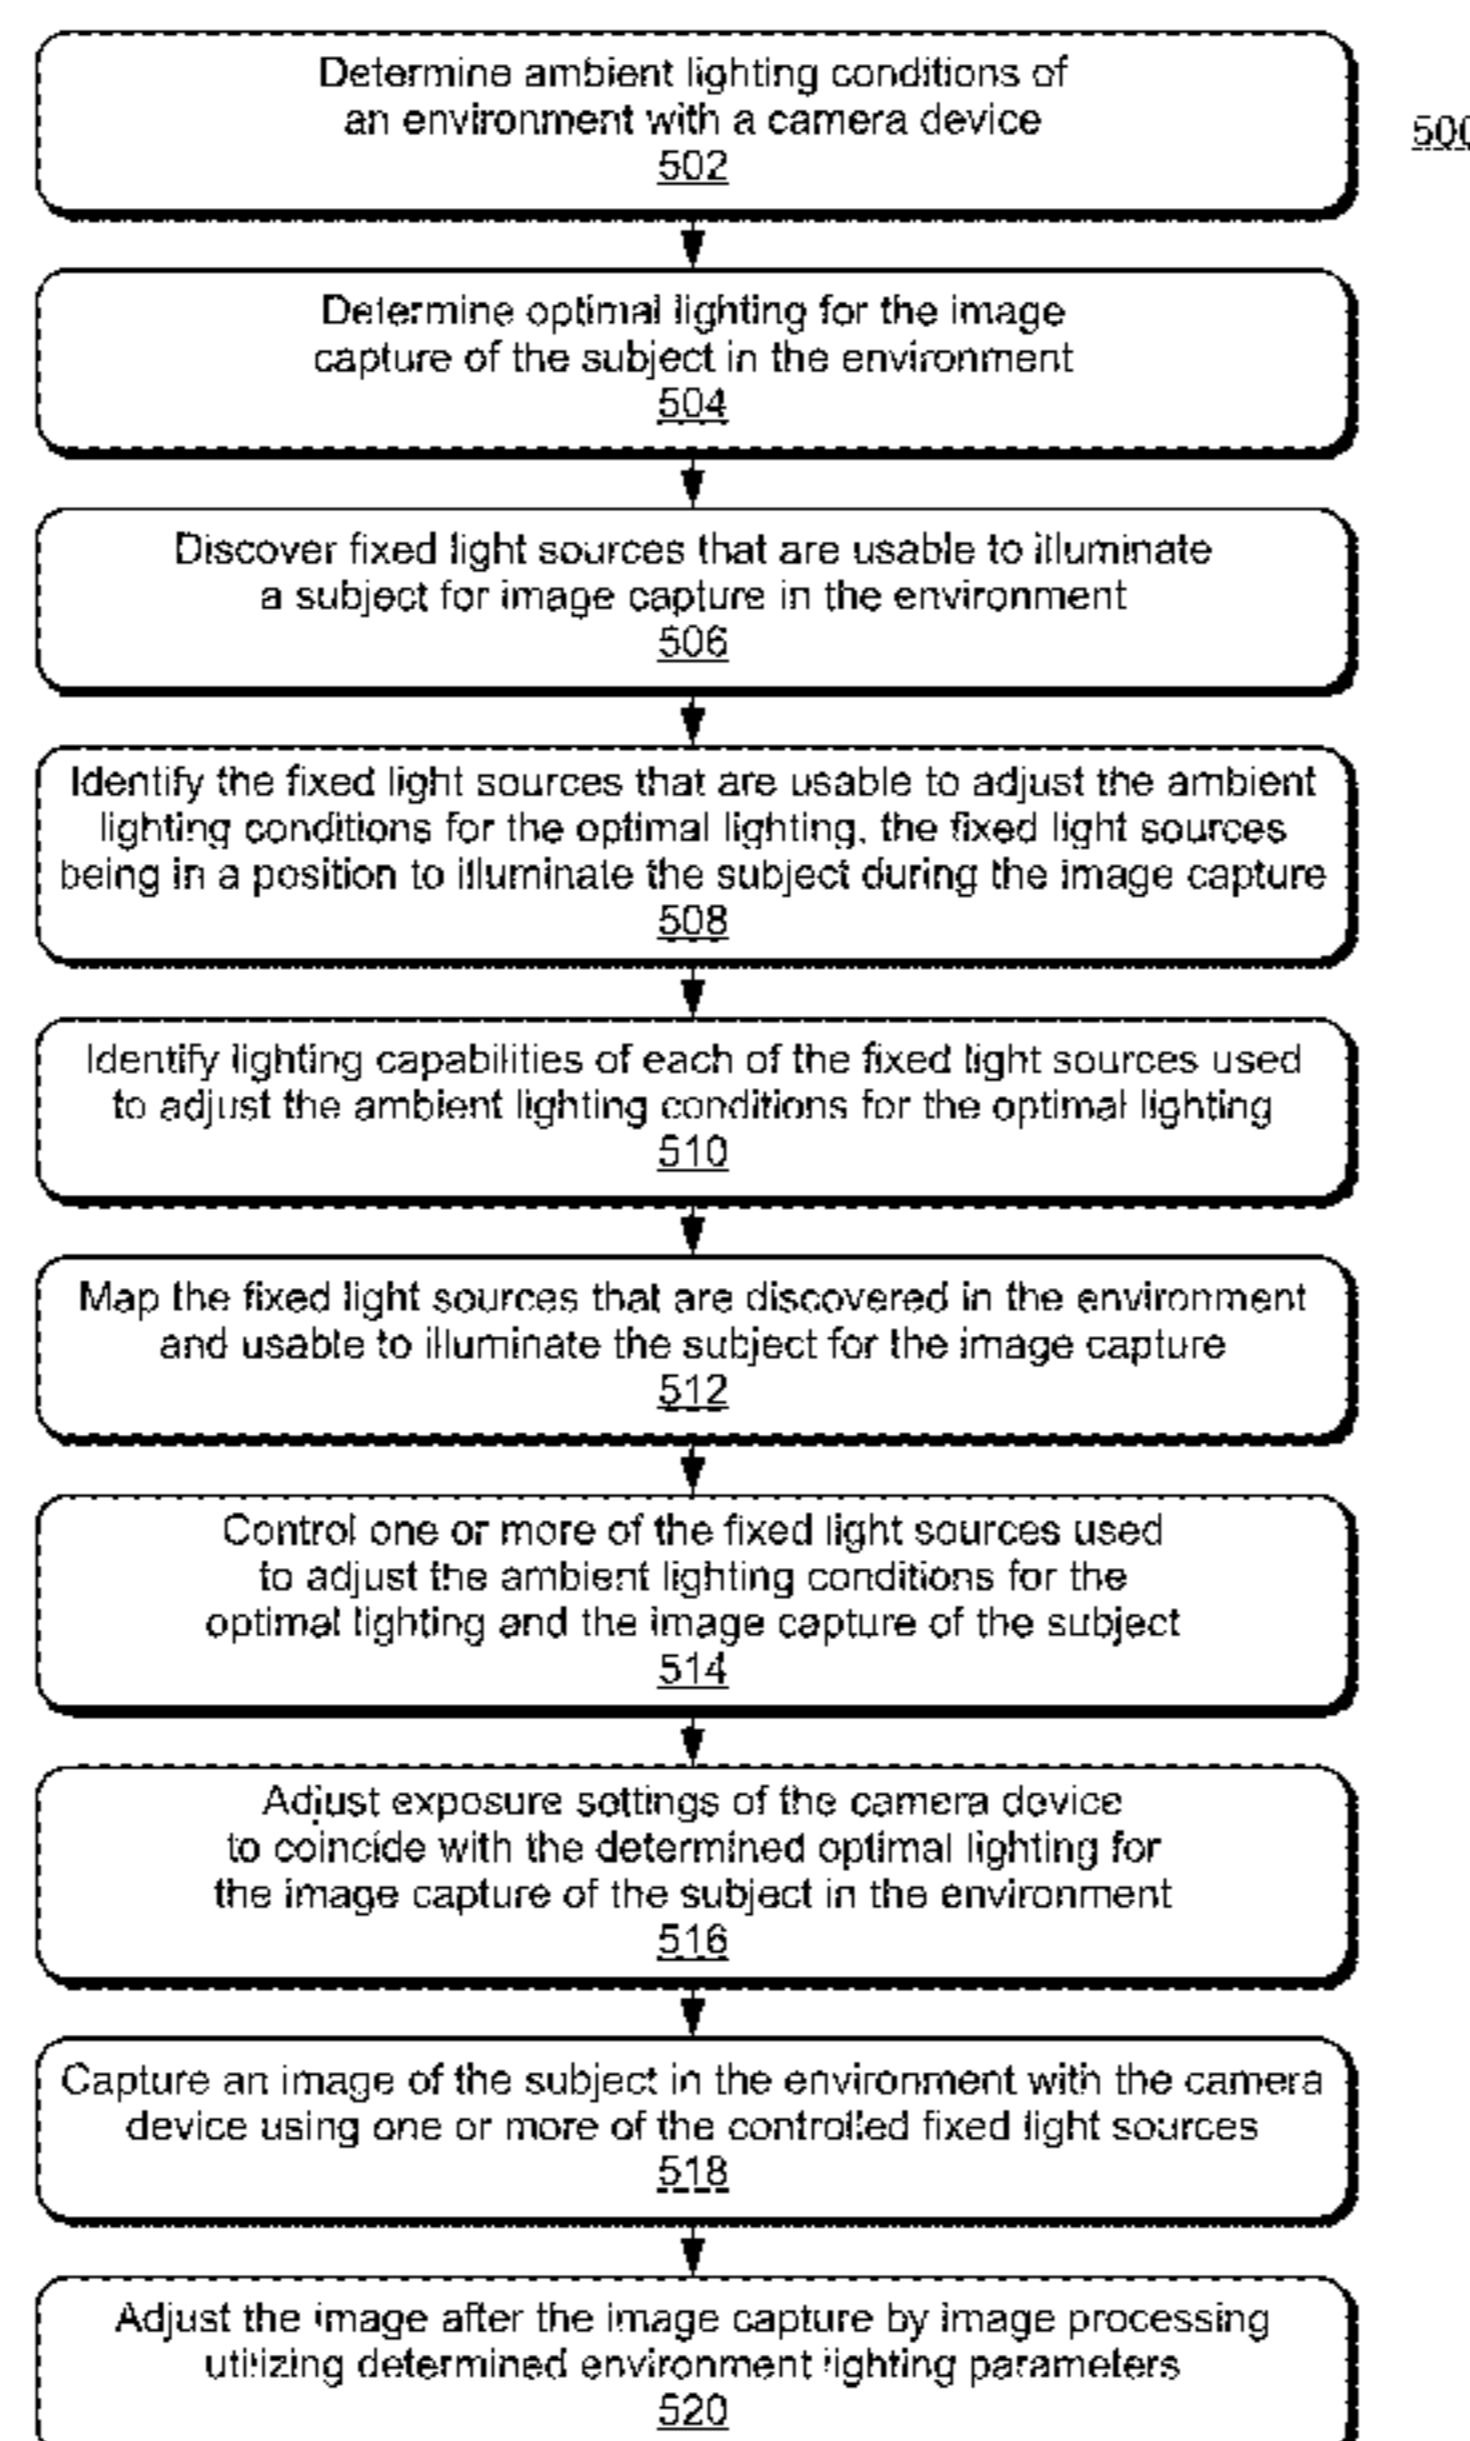 Determine ambient lighting conditions of
an environment with a camera device
502
500
Determine optimal lighting for the image
capture of the subject in the environment
504
Discover fixed light sources that are usable to illuminate
a subject for image capture in the environment
506
Identify the fixed light sources that are usable to adjust the ambient
lighting conditions for the optimal lighting, the fixed light sources
being in a position to illuminate the subject during the image capture
508
Identify lighting capabilities of each of the fixed light sources used
to adjust the ambient lighting conditions for the optimal lighting
510
Map the fixed light sources that are discovered in the environment
and usable to illuminate the subject for the image capture
512
Control one or more of the fixed light sources used
to adjust the ambient lighting conditions for the
optimal lighting and the image capture of the subject
514
Adjust exposure settings of the camera device
to coincide with the determined optimal lighting for
the image capture of the subject in the environment
516
Capture an image of the subject in the environment with the camera
device using one or more of the controlled fixed light sources
518
Adjust the image after the image capture by image processing
utilizing determined environment lighting parameters
520